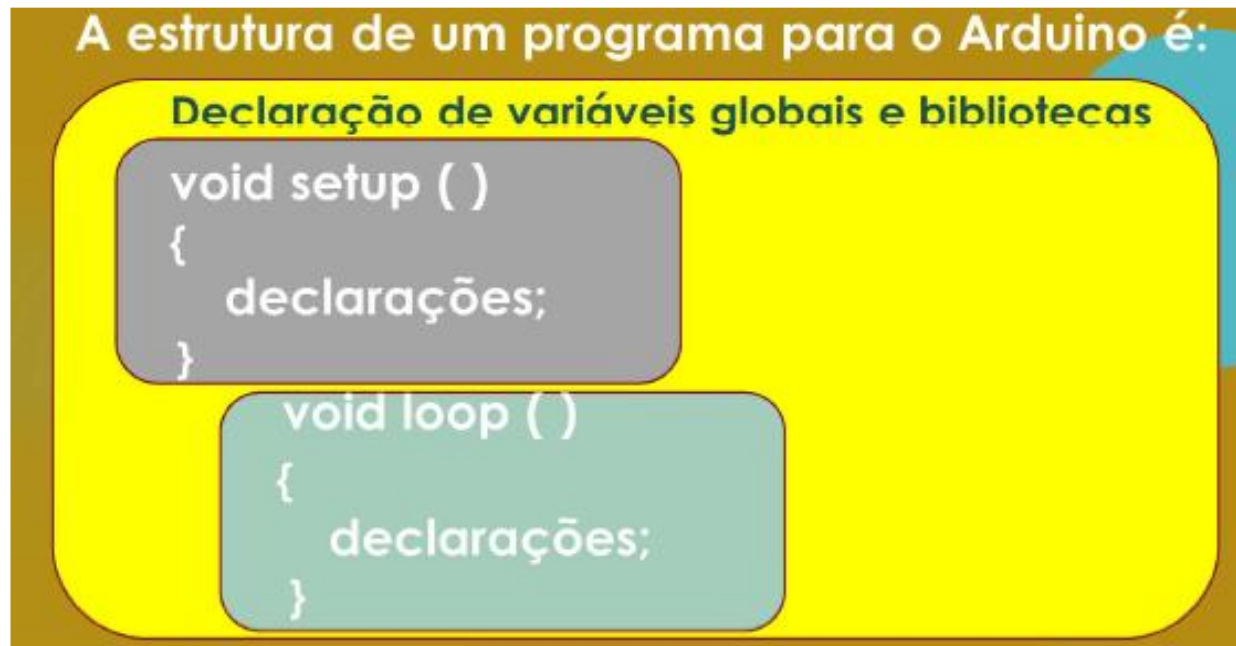 A estrutura de um programa para o Arduino é:
Declaração de variáveis globais e bibliotecas
void setup ( )
{
declarações;
}
void loop ( )
{
declarações;
}